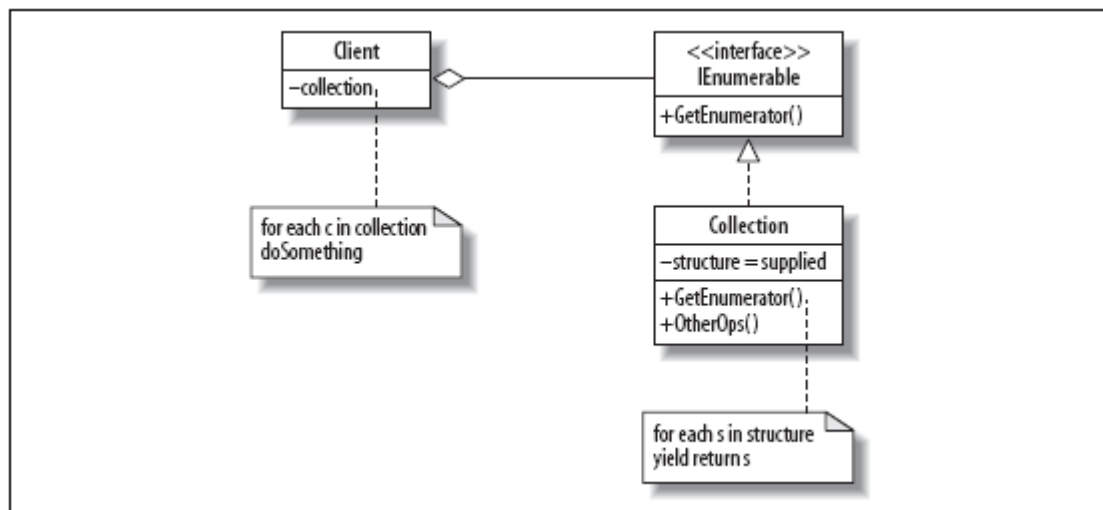 Client
–collection
<<interface>>
IEnumerable
+GetEnumerator()
for each c in collection
doSomething
Collection
–structure = supplied
+GetEnumerator()
+OtherOps()
for each s in structure
yield return s